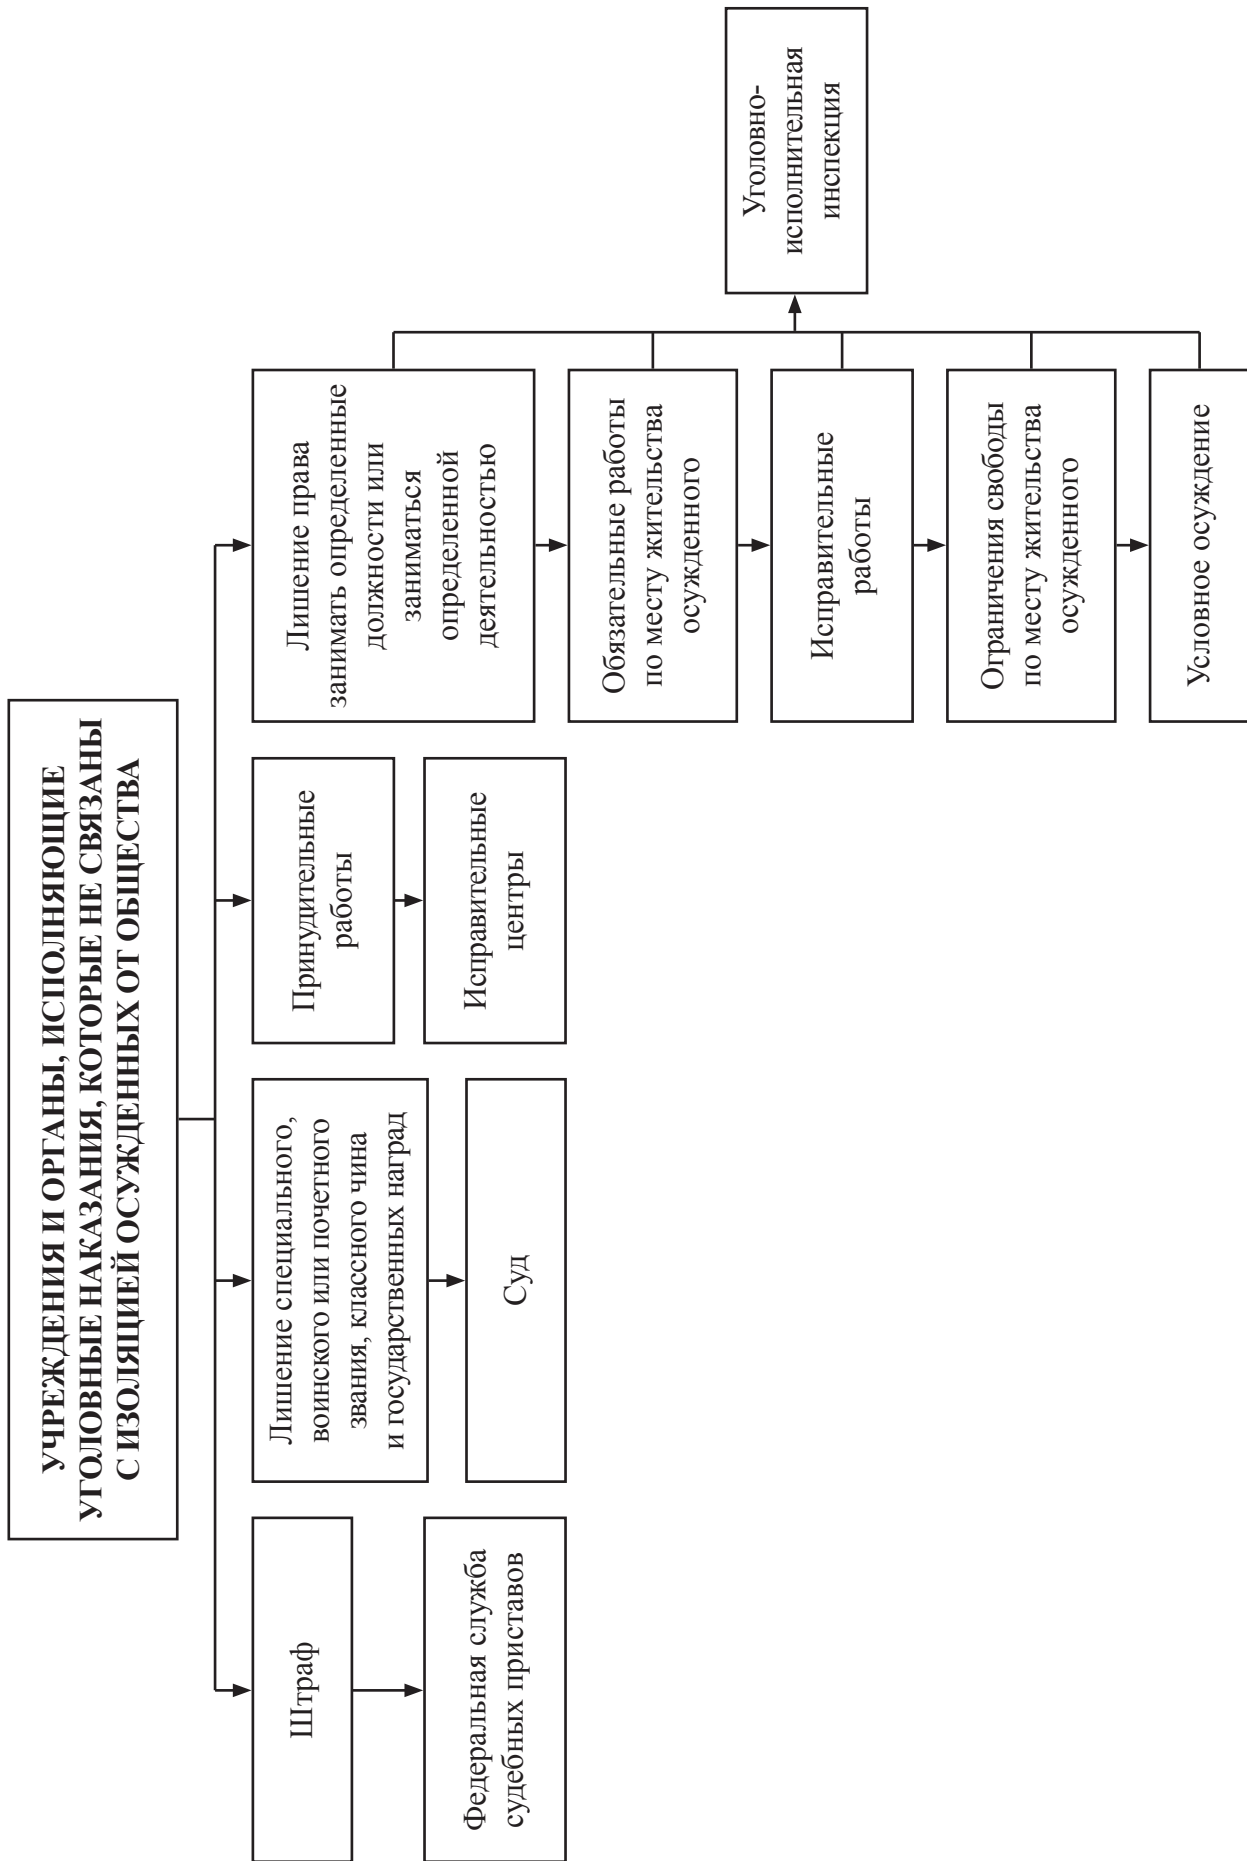 УЧРЕЖДЕНИЯ И ОРГАНЫ, ИСПОЛНЯЮЩИЕ
УГОЛОВНЫЕ НАКАЗАНИЯ, КОТОРЫЕ НЕ СВЯЗАНЫ
С ИЗОЛЯЦИЕЙ ОСУЖДЕННЫХ ОТ ОБЩЕСТВА
Штраф
Федеральная служба
судебных приставов
Лишение специального,
воинского или почетного
звания, классного чина
и государственных наград
Суд
Принудительные
работы
Исправительные
центры
Лишение права
занимать определенные
должности или
заниматься
определенной
деятельностью
Обязательные работы
по месту жительства
осужденного
Исправительные
работы
Ограничения свободы
по месту жительства
осужденного
Условное осуждение
Уголовно-
исполнительная
инспекция